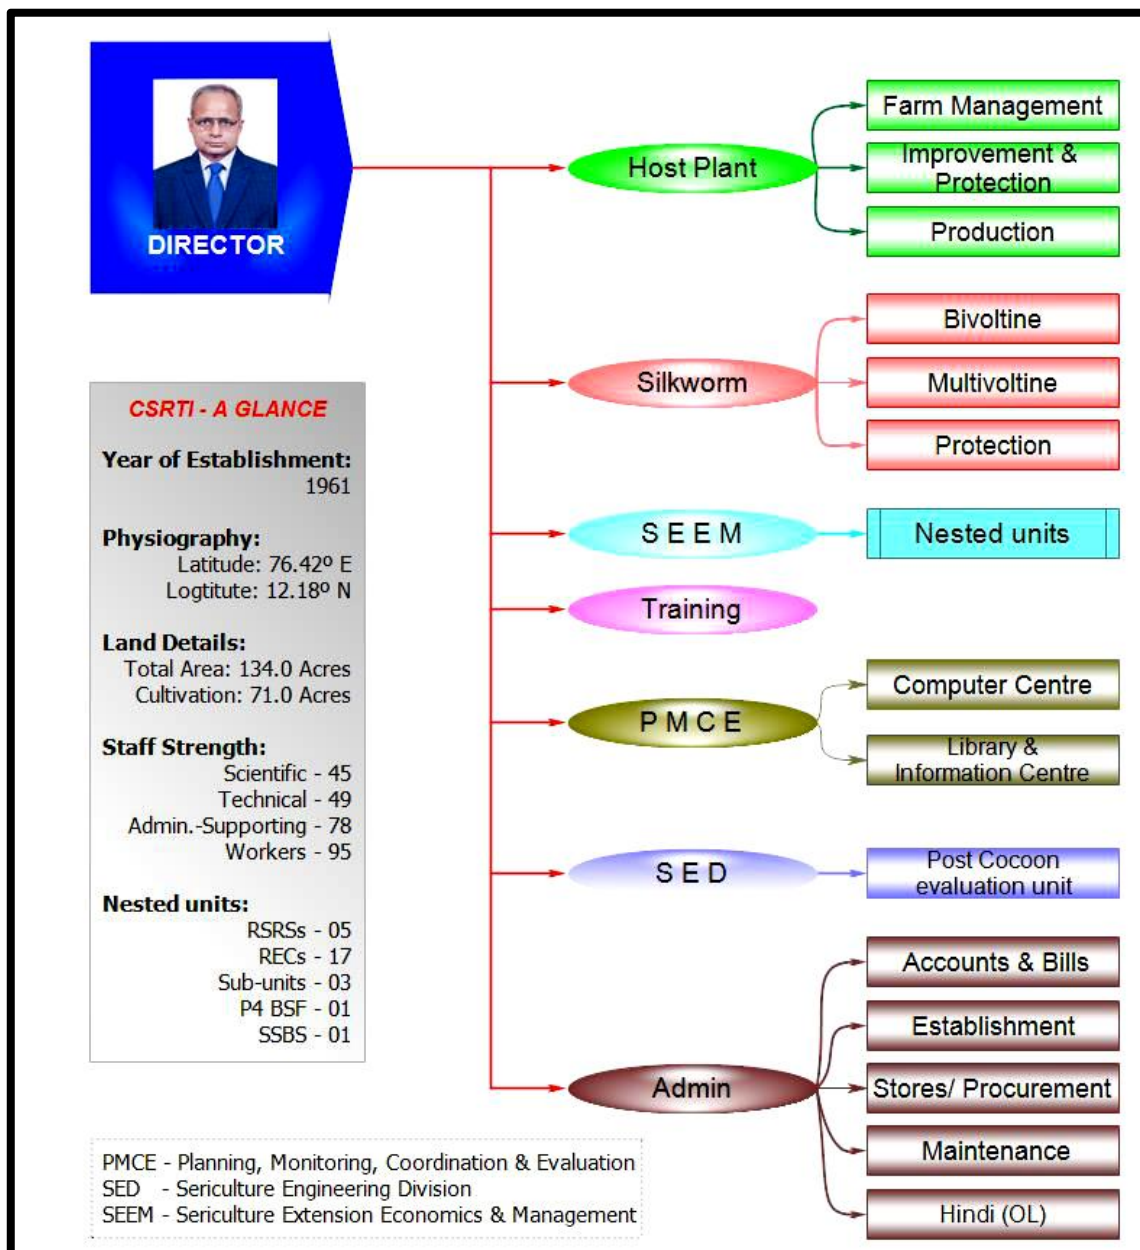 DIRECTOR
Host Plant
Farm Management
Improvement &
Protection
Production
Silkworm
Bivoltine
Multivoltine
Protection
S E E M
Nested units
Training
P M C E
Computer Centre
Library &
Information Centre
S E D
Post Cocoon
evaluation unit
Admin
Accounts & Bills
Establishment
Stores/ Procurement
Maintenance
Hindi (OL)
CSRTI - A GLANCE
Year of Establishment:
1961
Physiography:
Latitude: 76.42º E
Logtitute: 12.18º N
Land Details:
Total Area: 134.0 Acres
Cultivation: 71.0 Acres
Staff Strength:
Scientific - 45
Technical - 49
Admin.-Supporting - 78
Workers - 95
Nested units:
RSRSs - 05
RECs - 17
Sub-units - 03
P4 BSF - 01
SSBS - 01
PMCE - Planning, Monitoring, Coordination & Evaluation
SED - Sericulture Engineering Division
SEEM - Sericulture Extension Economics & Management